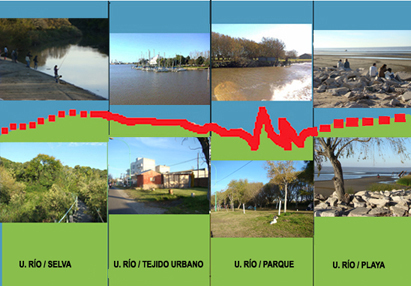 U. RÍO / SELVA
U. RÍO / TEJIDO URBANO
U. RÍO / PARQUE
U. RÍO / PLAYA